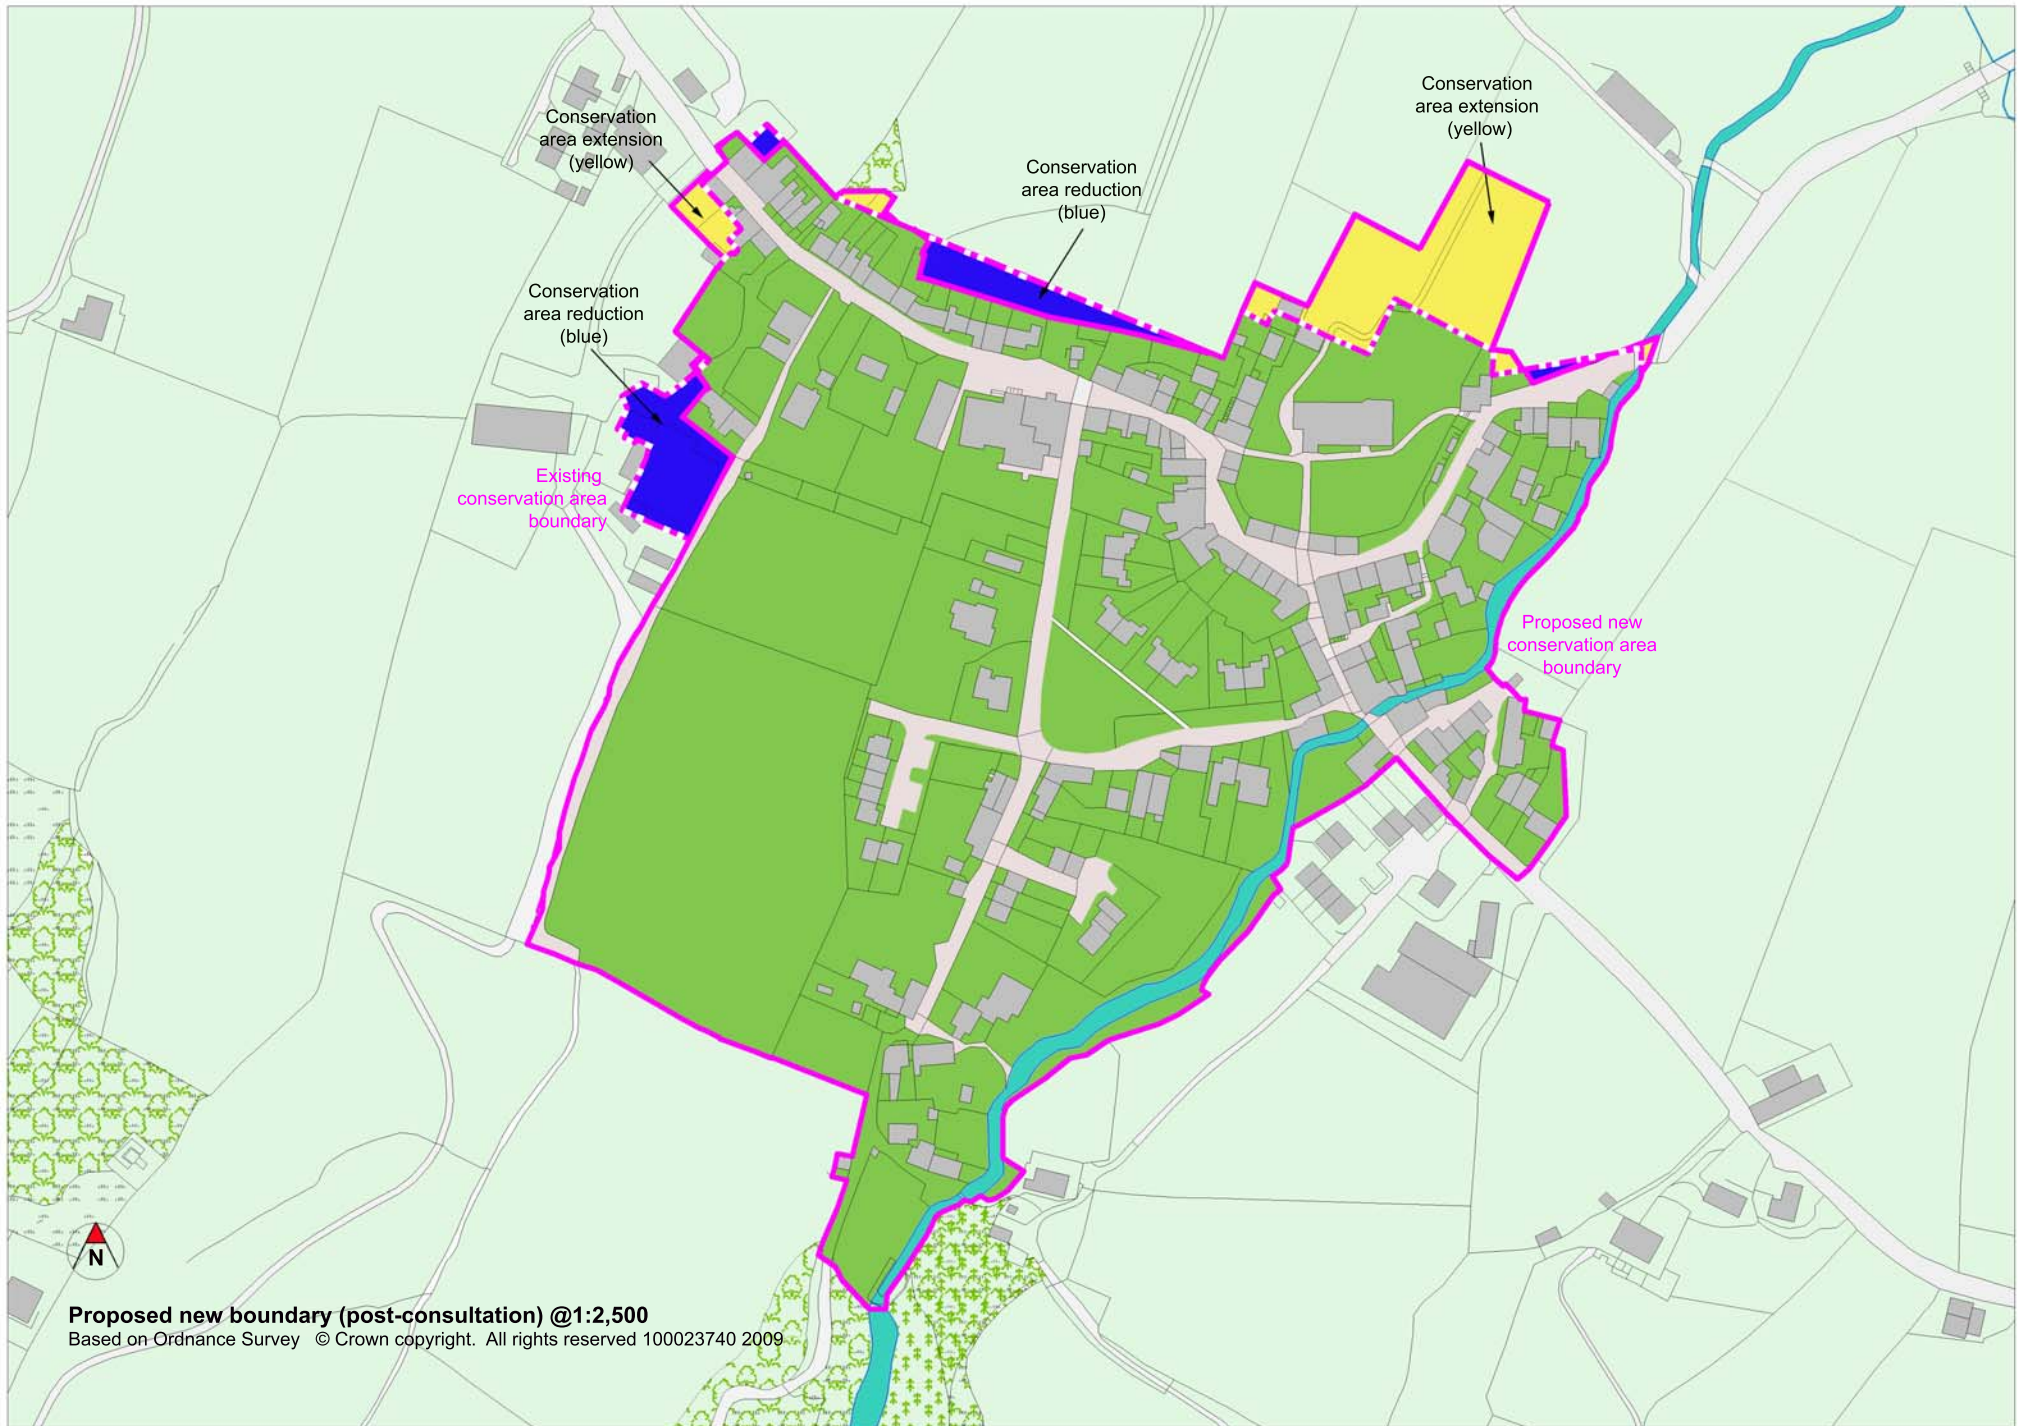 Conservation
area extension
(yellow)
Conservation
area extension
(yellow)
Conservation
area reduction
(blue)
Conservation
area reduction
(blue)
Existing
conservation area
boundary
Proposed new
conservation area
boundary
N
Proposed new boundary (post-consultation) @1:2,500
Based on Ordnance Survey © Crown copyright. All rights reserved 100023740 2009